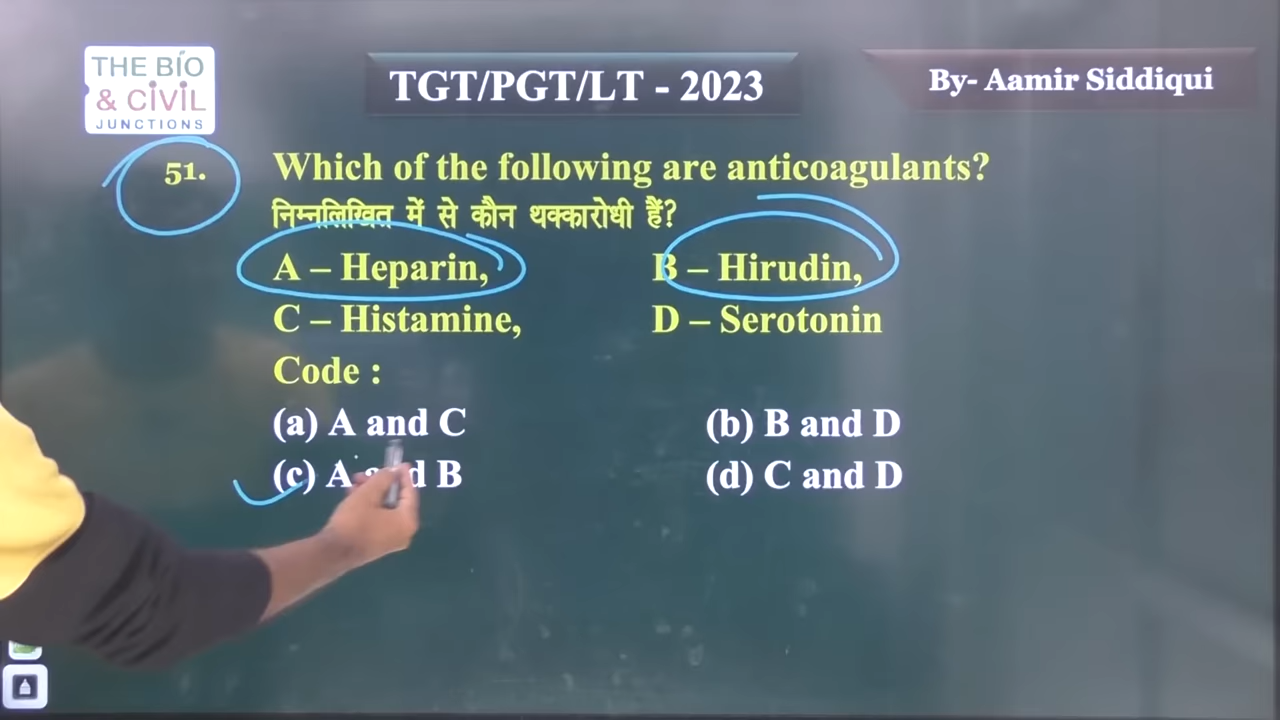 THE BIO
& CIVIL
JUNCTIONS
TGT/PGT/LT - 2023
By- Aamir Siddiqui
51. Which of the following are anticoagulants?
निम्नलिखित में से कौन थक्कारोधी हैं?
A – Heparin, B – Hirudin,
C – Histamine, D – Serotonin
Code :
(a) A and C (b) B and D
(c) A and B (d) C and D